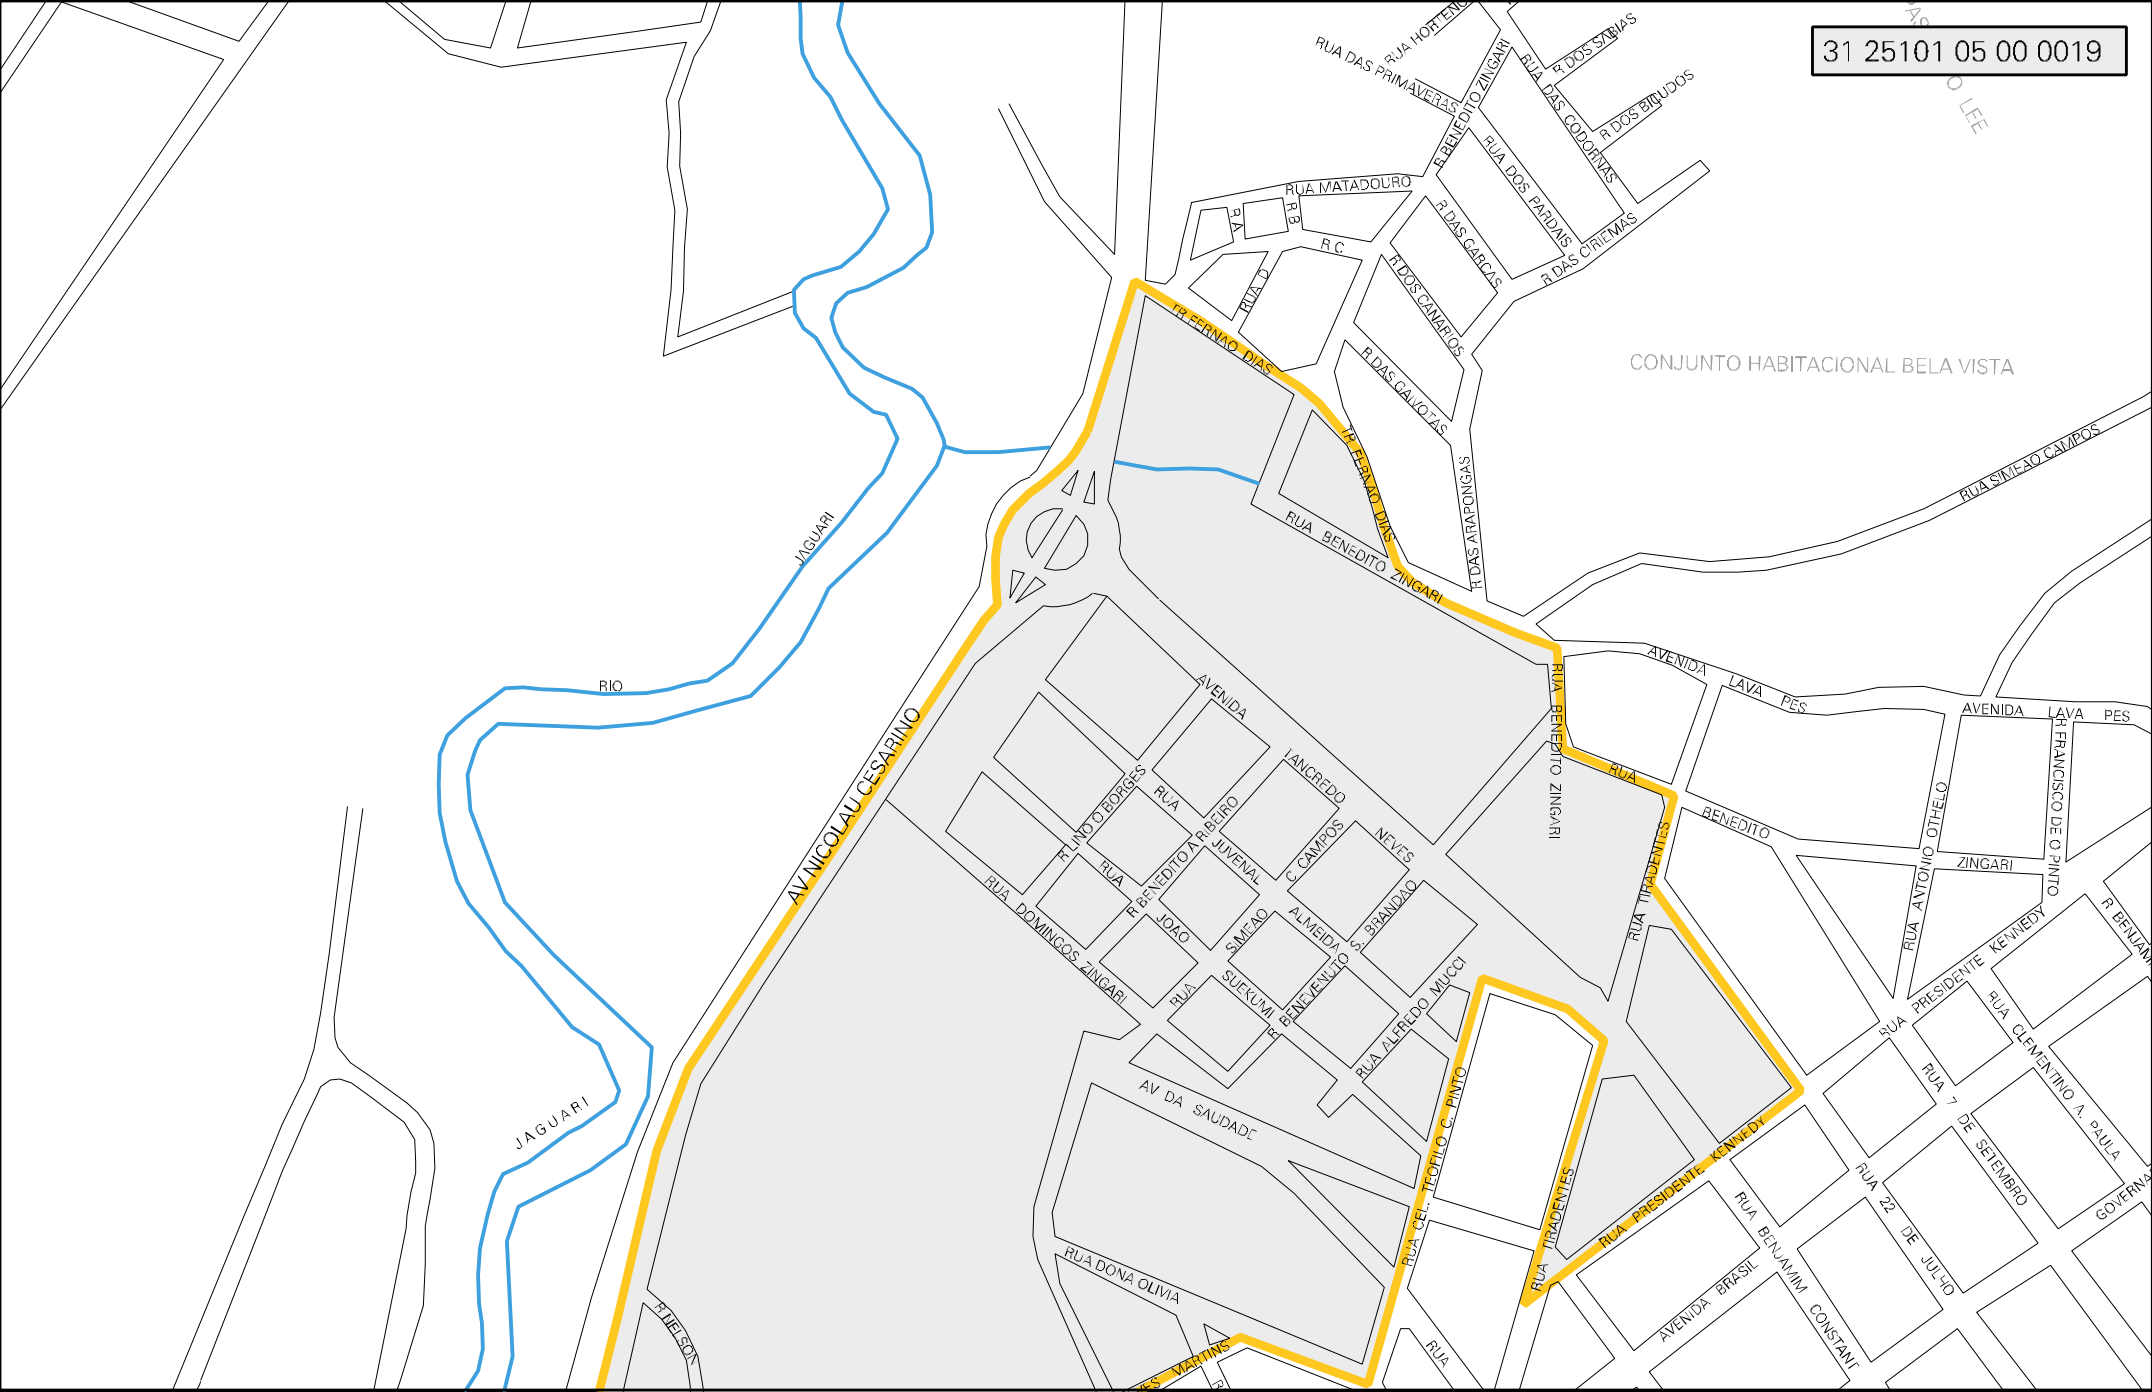 31 25101 05 00 0019
LEE
RUA HORTENC
R DOS SABIAS
RUA DAS PRIMAVERAS
R BENEDITO ZINGARI
RUA DAS CODORNAS
R DOS BICUDOS
RUA DOS PARDAIS
RUA MATADOURO
R A
R B
R C
RUA D
R DAS GARCAS
R DAS CIRIEMAS
R DOS CANARIOS
TR FERNAO DIAS
R DAS GAIVOTAS
CONJUNTO HABITACIONAL BELA VISTA
TR FERNAO DIAS
R DAS ARAPONGAS
RUA SIMEAO CAMPOS
JAGUARI
RUA BENEDITO ZINGARI
RIO
AVENIDA LAVA PES
AVENIDA LAVA PES
RUA BENEDITO ZINGARI
R FRANCISCO DE O PINTO
AV NICOLAU CESARINO
AVENIDA TANCREDO NEVES
RUA BENEDITO ZINGARI
RUA TIRADENTES
RUA ANTONIO OTHELO
R LINO O BORGES
RUA JUVENAL ALMEIDA
R BENEDITO A RIBEIRO
RUA SIMEAO C CAMPOS
RUA JOAO SUEKUMI
RUA DOMINGOS ZINGARI
R BENEVENUTO S. BRANDAO
RUA ALFREDO MUCCI
RUA PRESIDENTE KENNEDY
R BENJAMI
RUA CLEMENTINO A. PAULA
RUA 7 DE SETEMBRO
JAGUARI
AV DA SAUDADE
RUA CEL. TEOFILO C. PINTO
RUA TIRADENTES
RUA PRESIDENTE KENNEDY
RUA 22 DE JULHO
RUA BENJAMIM CONSTANT
GOVERNA
RUA DONA OLIVIA
AVENIDA BRASIL
R NELSON
MARTINS
RUA
R